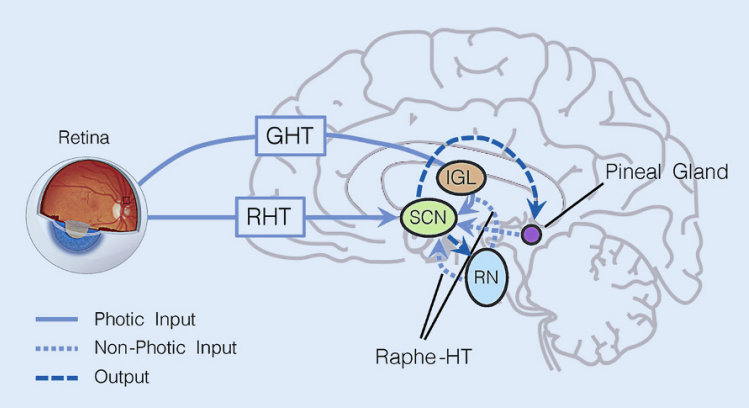 Retina
GHT
IGL
Pineal Gland
RHT
SCN
RN
Photic Input
Non-Photic Input
Raphe-HT
Output